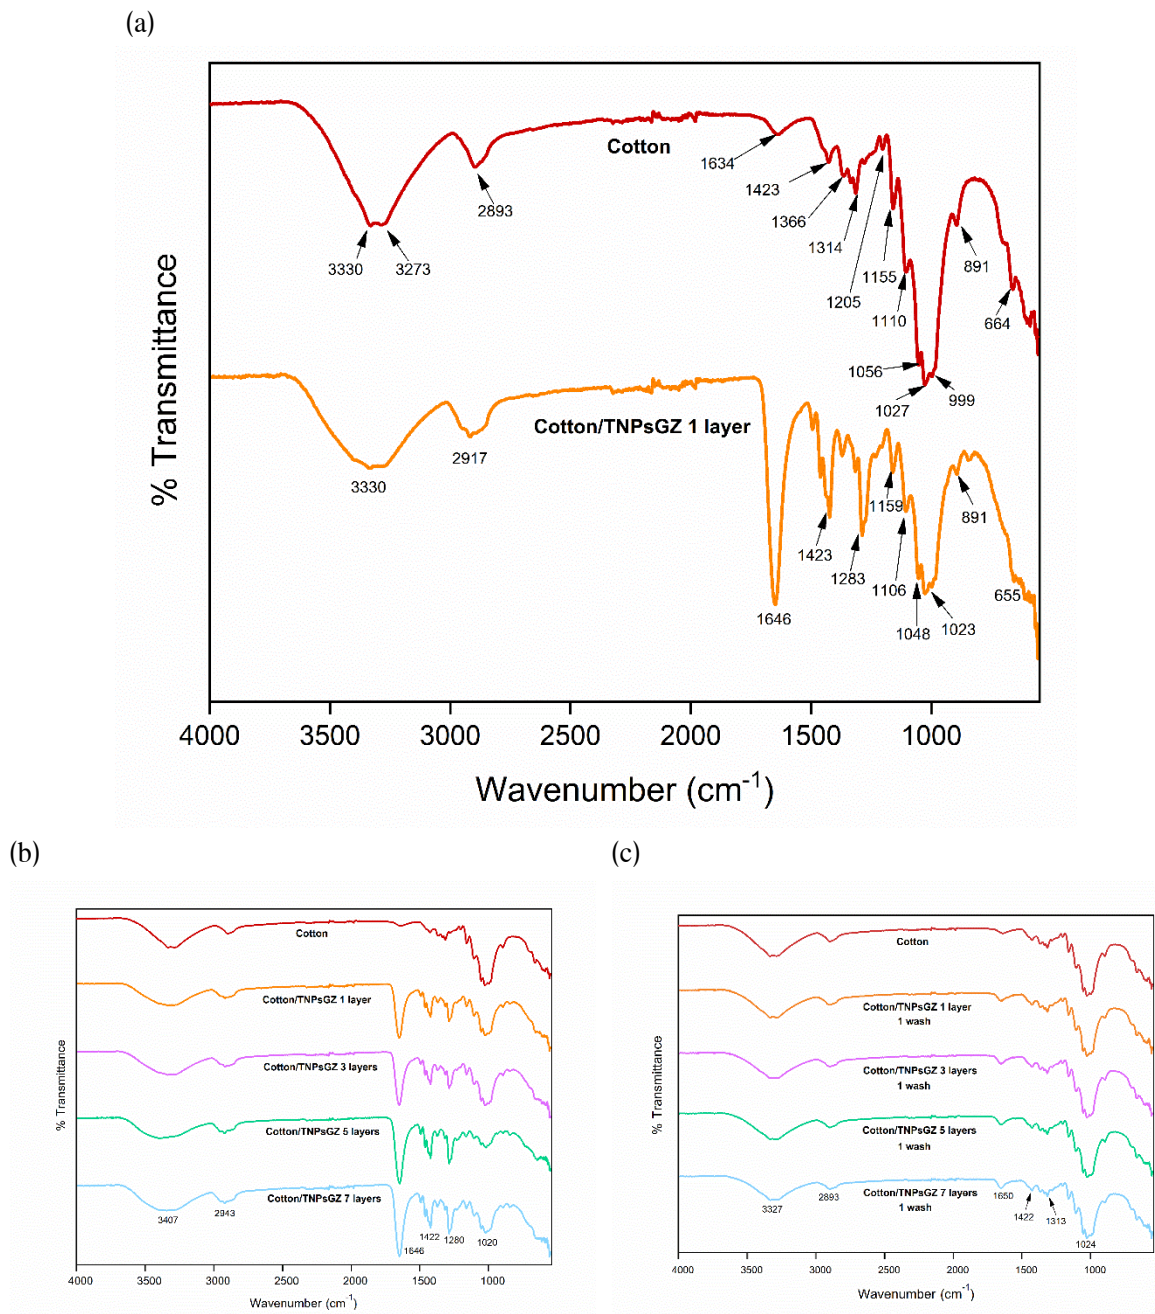 (a)
% Transmittance
Cotton
3330
3273
2893
1634
1423
1366
1314
1205
1155
1110
1056
1027
999
891
664
Cotton/TNPsGZ 1 layer
3330
2917
1646
1423
1283
1159
1106
1048
1023
891
655
4000
3500
3000
2500
2000
1500
1000
Wavenumber (cm-1)
(b)
% Transmittance
Cotton
Cotton/TNPsGZ 1 layer
Cotton/TNPsGZ 3 layers
Cotton/TNPsGZ 5 layers
Cotton/TNPsGZ 7 layers
3407
2943
1646
1422
1280
1020
4000
3500
3000
2500
2000
1500
1000
Wavenumber (cm-1)
(c)
% Transmittance
Cotton
Cotton/TNPsGZ 1 layer
1 wash
Cotton/TNPsGZ 3 layers
1 wash
Cotton/TNPsGZ 5 layers
1 wash
Cotton/TNPsGZ 7 layers
1 wash
3327
2893
1650
1422
1313
1024
4000
3500
3000
2500
2000
1500
1000
Wavenumber (cm-1)